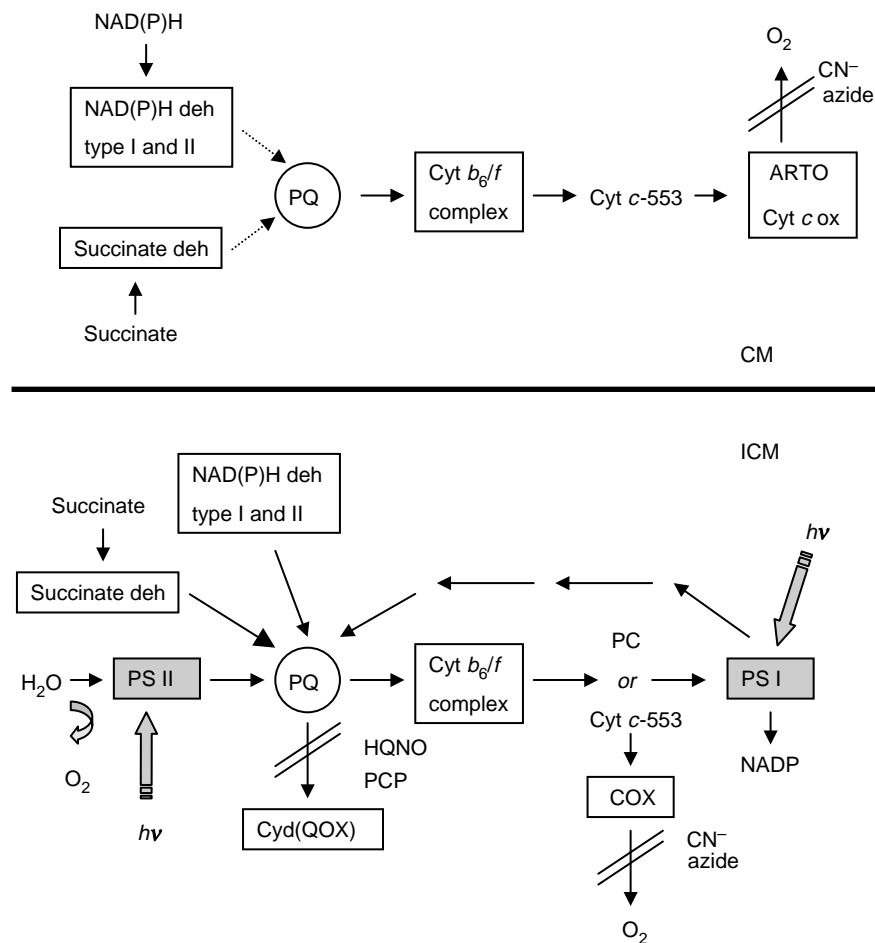 NAD(P)H
O₂
CN⁻
azide
NAD(P)H deh
type I and II
PQ
Cyt b₆/f
complex
Cyt c-553
ARTO
Cyt c ox
Succinate deh
Succinate
CM
ICM
NAD(P)H deh
type I and II
Succinate
hν
Succinate deh
H₂O
PS II
PQ
Cyt b₆/f
complex
PC
or
Cyt c-553
PS I
O₂
HQNO
PCP
NADP
hν
Cyd(QOX)
COX
CN⁻
azide
O₂